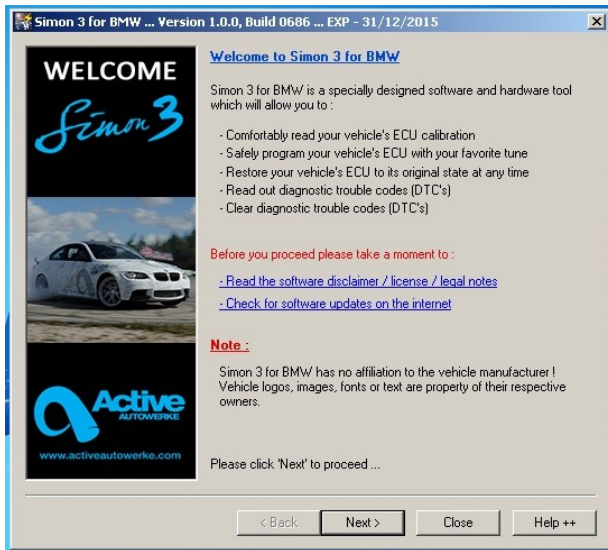 Simon 3 for BMW ... Version 1.0.0, Build 0686 ... EXP - 31/12/2015
WELCOME
Simon 3
Active
AUTOWERKE
www.activeautowerke.com
Welcome to Simon 3 for BMW
Simon 3 for BMW is a specially designed software and hardware tool
which will allow you to :
- Comfortably read your vehicle's ECU calibration
- Safely program your vehicle's ECU with your favorite tune
- Restore your vehicle's ECU to its original state at any time
- Read out diagnostic trouble codes (DTC's)
- Clear diagnostic trouble codes (DTC's)
Before you proceed please take a moment to :
- Read the software disclaimer / license / legal notes
- Check for software updates on the internet
Note :
Simon 3 for BMW has no affiliation to the vehicle manufacturer !
Vehicle logos, images, fonts or text are property of their respective
owners.
Please click 'Next' to proceed ...
< Back
Next >
Close
Help ++